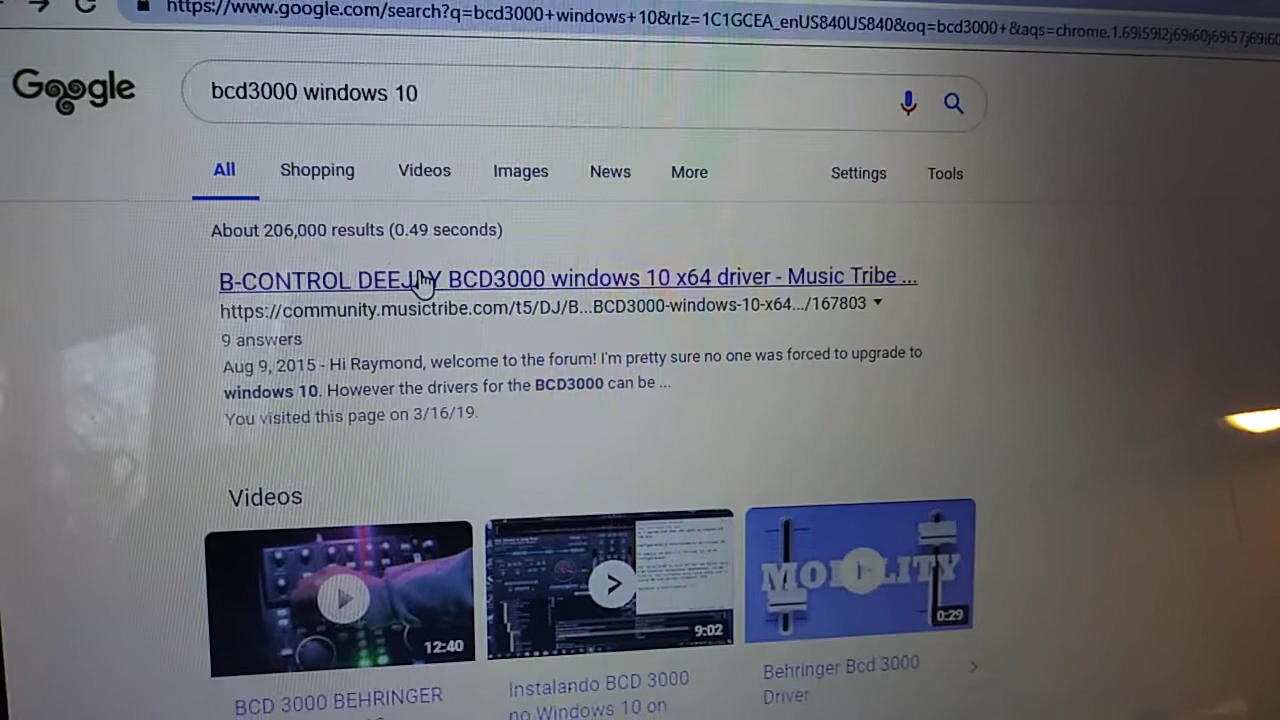 https://www.google.com/search?q=bcd3000+windows+10&rlz=1C1GCEA_enUS840US840&oq=bcd3000+&aqs=chrome.1.69i59l2j69i60j69i57j69i60
Google
bcd3000 windows 10
All Shopping Videos Images News More Settings Tools
About 206,000 results (0.49 seconds)
B-CONTROL DEEJAY BCD3000 windows 10 x64 driver - Music Tribe ...
https://community.musictribe.com/t5/DJ/B...BCD3000-windows-10-x64.../167803
9 answers
Aug 9, 2015 - Hi Raymond, welcome to the forum! I'm pretty sure no one was forced to upgrade to
windows 10. However the drivers for the BCD3000 can be ...
You visited this page on 3/16/19.
Videos
MOBILITY
12:40
9:02
0:29
BCD 3000 BEHRINGER
Instalando BCD 3000
no Windows 10 on
Behringer Bcd 3000
Driver